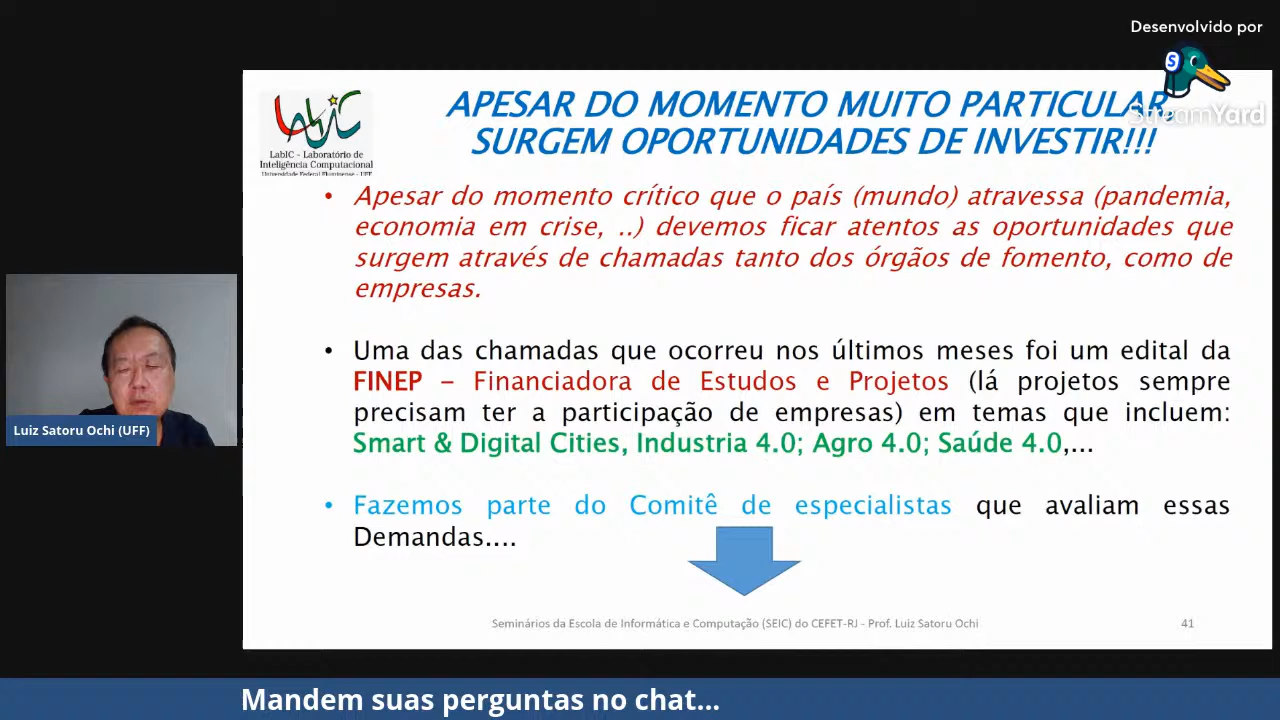 Desenvolvido por
StreamYard
LabIC
LabIC - Laboratório de
Inteligência Computacional
Universidade Federal Fluminense - UFF
APESAR DO MOMENTO MUITO PARTICULAR
SURGEM OPORTUNIDADES DE INVESTIR!!!
• Apesar do momento crítico que o país (mundo) atravessa (pandemia,
economia em crise, ..) devemos ficar atentos as oportunidades que
surgem através de chamadas tanto dos órgãos de fomento, como de
empresas.
• Uma das chamadas que ocorreu nos últimos meses foi um edital da
FINEP – Financiadora de Estudos e Projetos (lá projetos sempre
precisam ter a participação de empresas) em temas que incluem:
Smart & Digital Cities, Industria 4.0; Agro 4.0; Saúde 4.0,...
• Fazemos parte do Comitê de especialistas que avaliam essas
Demandas....
Luiz Satoru Ochi (UFF)
Seminários da Escola de Informática e Computação (SEIC) do CEFET-RJ - Prof. Luiz Satoru Ochi
41
Mandem suas perguntas no chat...